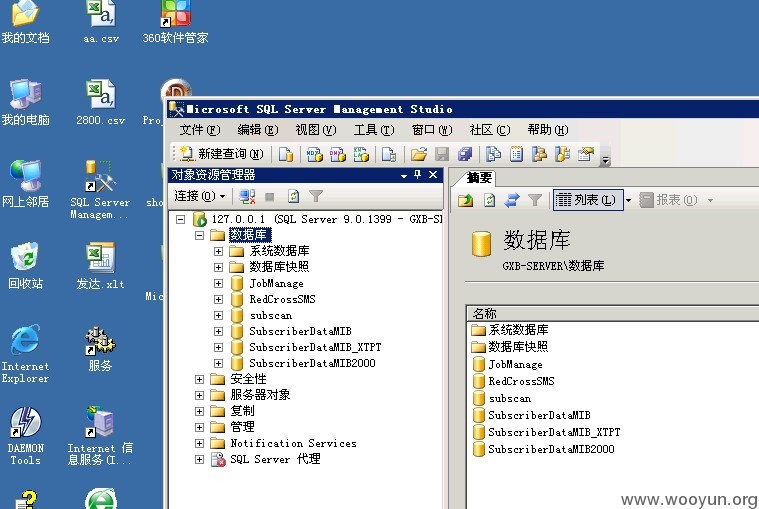 我的文档
aa.csv
360软件管家
我的电脑
2800.csv
网上邻居
SQL Server
Managem...
回收站
发达.xlt
Internet
Explorer
服务
DAEMON
Tools
Internet 信
息服务(I...
Microsoft SQL Server Management Studio
文件(F) 编辑(E) 视图(V) 工具(T) 窗口(W) 社区(C) 帮助(H)
新建查询(N)
对象资源管理器
连接(O)
127.0.0.1 (SQL Server 9.0.1399 - GXB-SE
数据库
系统数据库
数据库快照
JobManage
RedCrossSMS
subscan
SubscriberDataMIB
SubscriberDataMIB_XTPT
SubscriberDataMIB2000
安全性
服务器对象
复制
管理
Notification Services
SQL Server 代理
摘要
列表(L) 报表(O)
数据库
GXB-SERVER\数据库
名称
系统数据库
数据库快照
JobManage
RedCrossSMS
subscan
SubscriberDataMIB
SubscriberDataMIB_XTPT
SubscriberDataMIB2000
www.wooyun.org